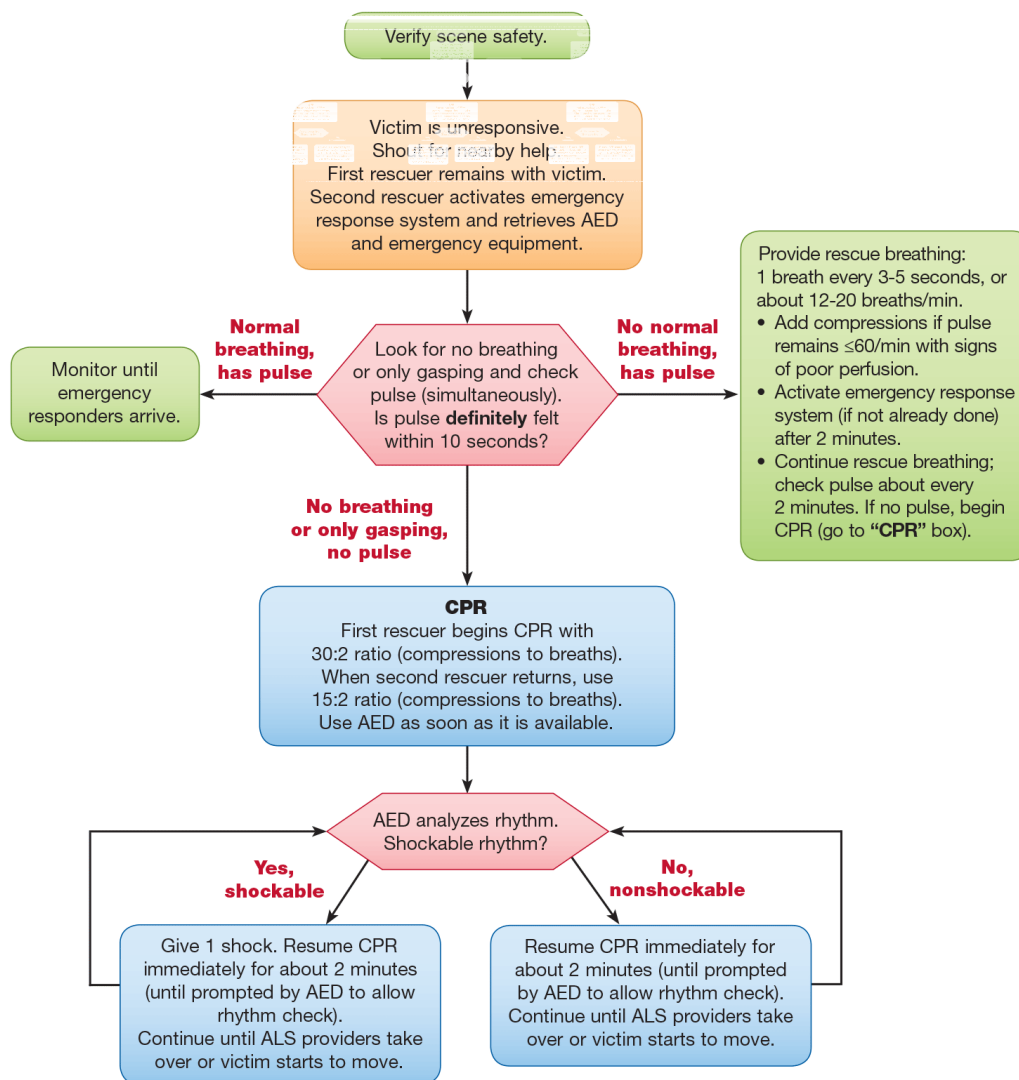 Verify scene safety.
Victim is unresponsive.
Shout for nearby help.
First rescuer remains with victim.
Second rescuer activates emergency
response system and retrieves AED
and emergency equipment.
Normal
breathing,
has pulse
Monitor until
emergency
responders arrive.
Look for no breathing
or only gasping and check
pulse (simultaneously).
Is pulse definitely felt
within 10 seconds?
No normal
breathing,
has pulse
Provide rescue breathing:
1 breath every 3-5 seconds, or
about 12-20 breaths/min.
• Add compressions if pulse
remains ≤60/min with signs
of poor perfusion.
• Activate emergency response
system (if not already done)
after 2 minutes.
• Continue rescue breathing;
check pulse about every
2 minutes. If no pulse, begin
CPR (go to “CPR” box).
No breathing
or only gasping,
no pulse
CPR
First rescuer begins CPR with
30:2 ratio (compressions to breaths).
When second rescuer returns, use
15:2 ratio (compressions to breaths).
Use AED as soon as it is available.
AED analyzes rhythm.
Shockable rhythm?
Yes,
shockable
No,
nonshockable
Give 1 shock. Resume CPR
immediately for about 2 minutes
(until prompted by AED to allow
rhythm check).
Continue until ALS providers take
over or victim starts to move.
Resume CPR immediately for
about 2 minutes (until prompted
by AED to allow rhythm check).
Continue until ALS providers take
over or victim starts to move.